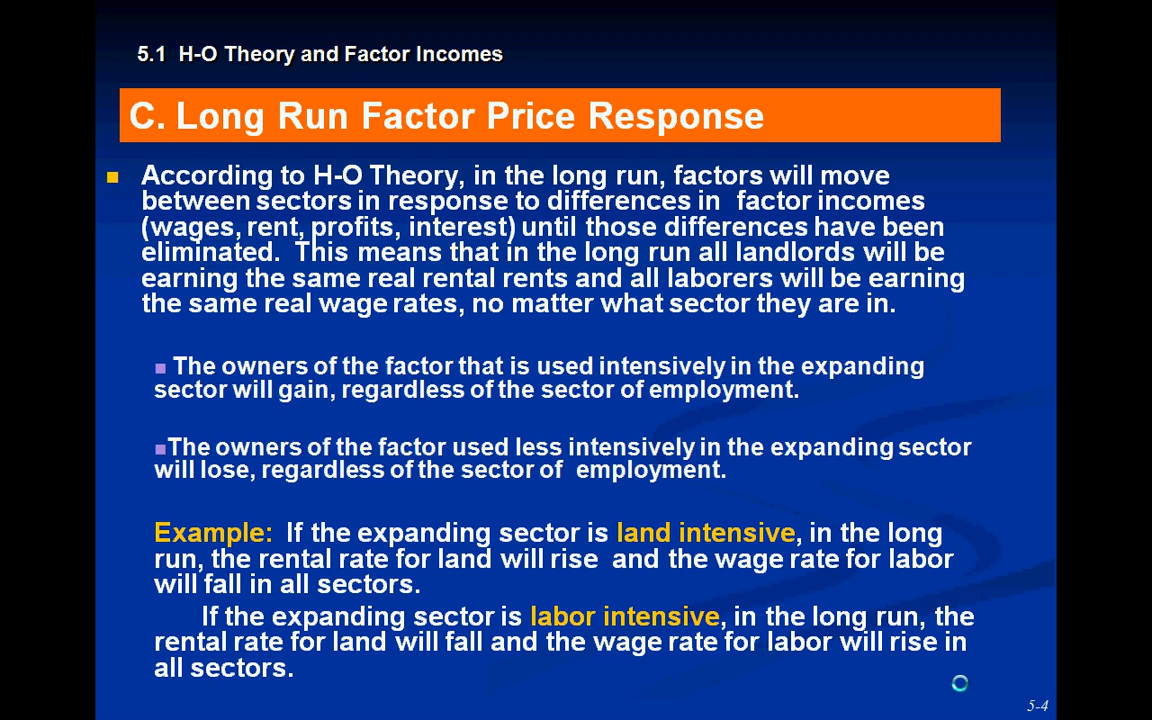 5.1 H-O Theory and Factor Incomes
C. Long Run Factor Price Response
According to H-O Theory, in the long run, factors will move
between sectors in response to differences in factor incomes
(wages, rent, profits, interest) until those differences have been
eliminated. This means that in the long run all landlords will be
earning the same real rental rents and all laborers will be earning
the same real wage rates, no matter what sector they are in.
The owners of the factor that is used intensively in the expanding
sector will gain, regardless of the sector of employment.
The owners of the factor used less intensively in the expanding sector
will lose, regardless of the sector of employment.
Example: If the expanding sector is land intensive, in the long
run, the rental rate for land will rise and the wage rate for labor
will fall in all sectors.
If the expanding sector is labor intensive, in the long run, the
rental rate for land will fall and the wage rate for labor will rise in
all sectors.
5-4